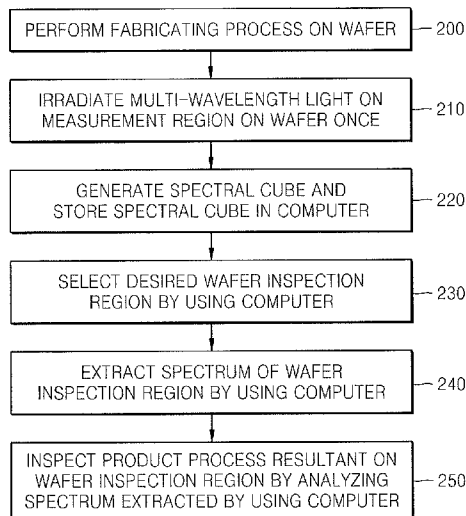 PERFORM FABRICATING PROCESS ON WAFER
200
IRRADIATE MULTI-WAVELENGTH LIGHT ON
MEASUREMENT REGION ON WAFER ONCE
210
GENERATE SPECTRAL CUBE AND
STORE SPECTRAL CUBE IN COMPUTER
220
SELECT DESIRED WAFER INSPECTION
REGION BY USING COMPUTER
230
EXTRACT SPECTRUM OF WAFER
INSPECTION REGION BY USING COMPUTER
240
INSPECT PRODUCT PROCESS RESULTANT ON
WAFER INSPECTION REGION BY ANALYZING
SPECTRUM EXTRACTED BY USING COMPUTER
250